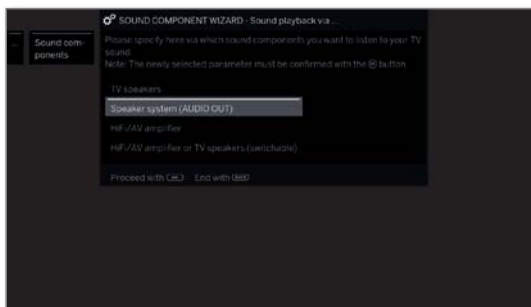 SOUND COMPONENT WIZARD - Sound playback via ...
... Sound com-
ponents
Please specify here via which sound components you want to listen to your TV
sound.
Note: The newly selected parameter must be confirmed with the OK button.
TV speakers
Speaker system (AUDIO OUT)
HiFi/AV amplifier
HiFi/AV amplifier or TV speakers (switchable)
Proceed with End with